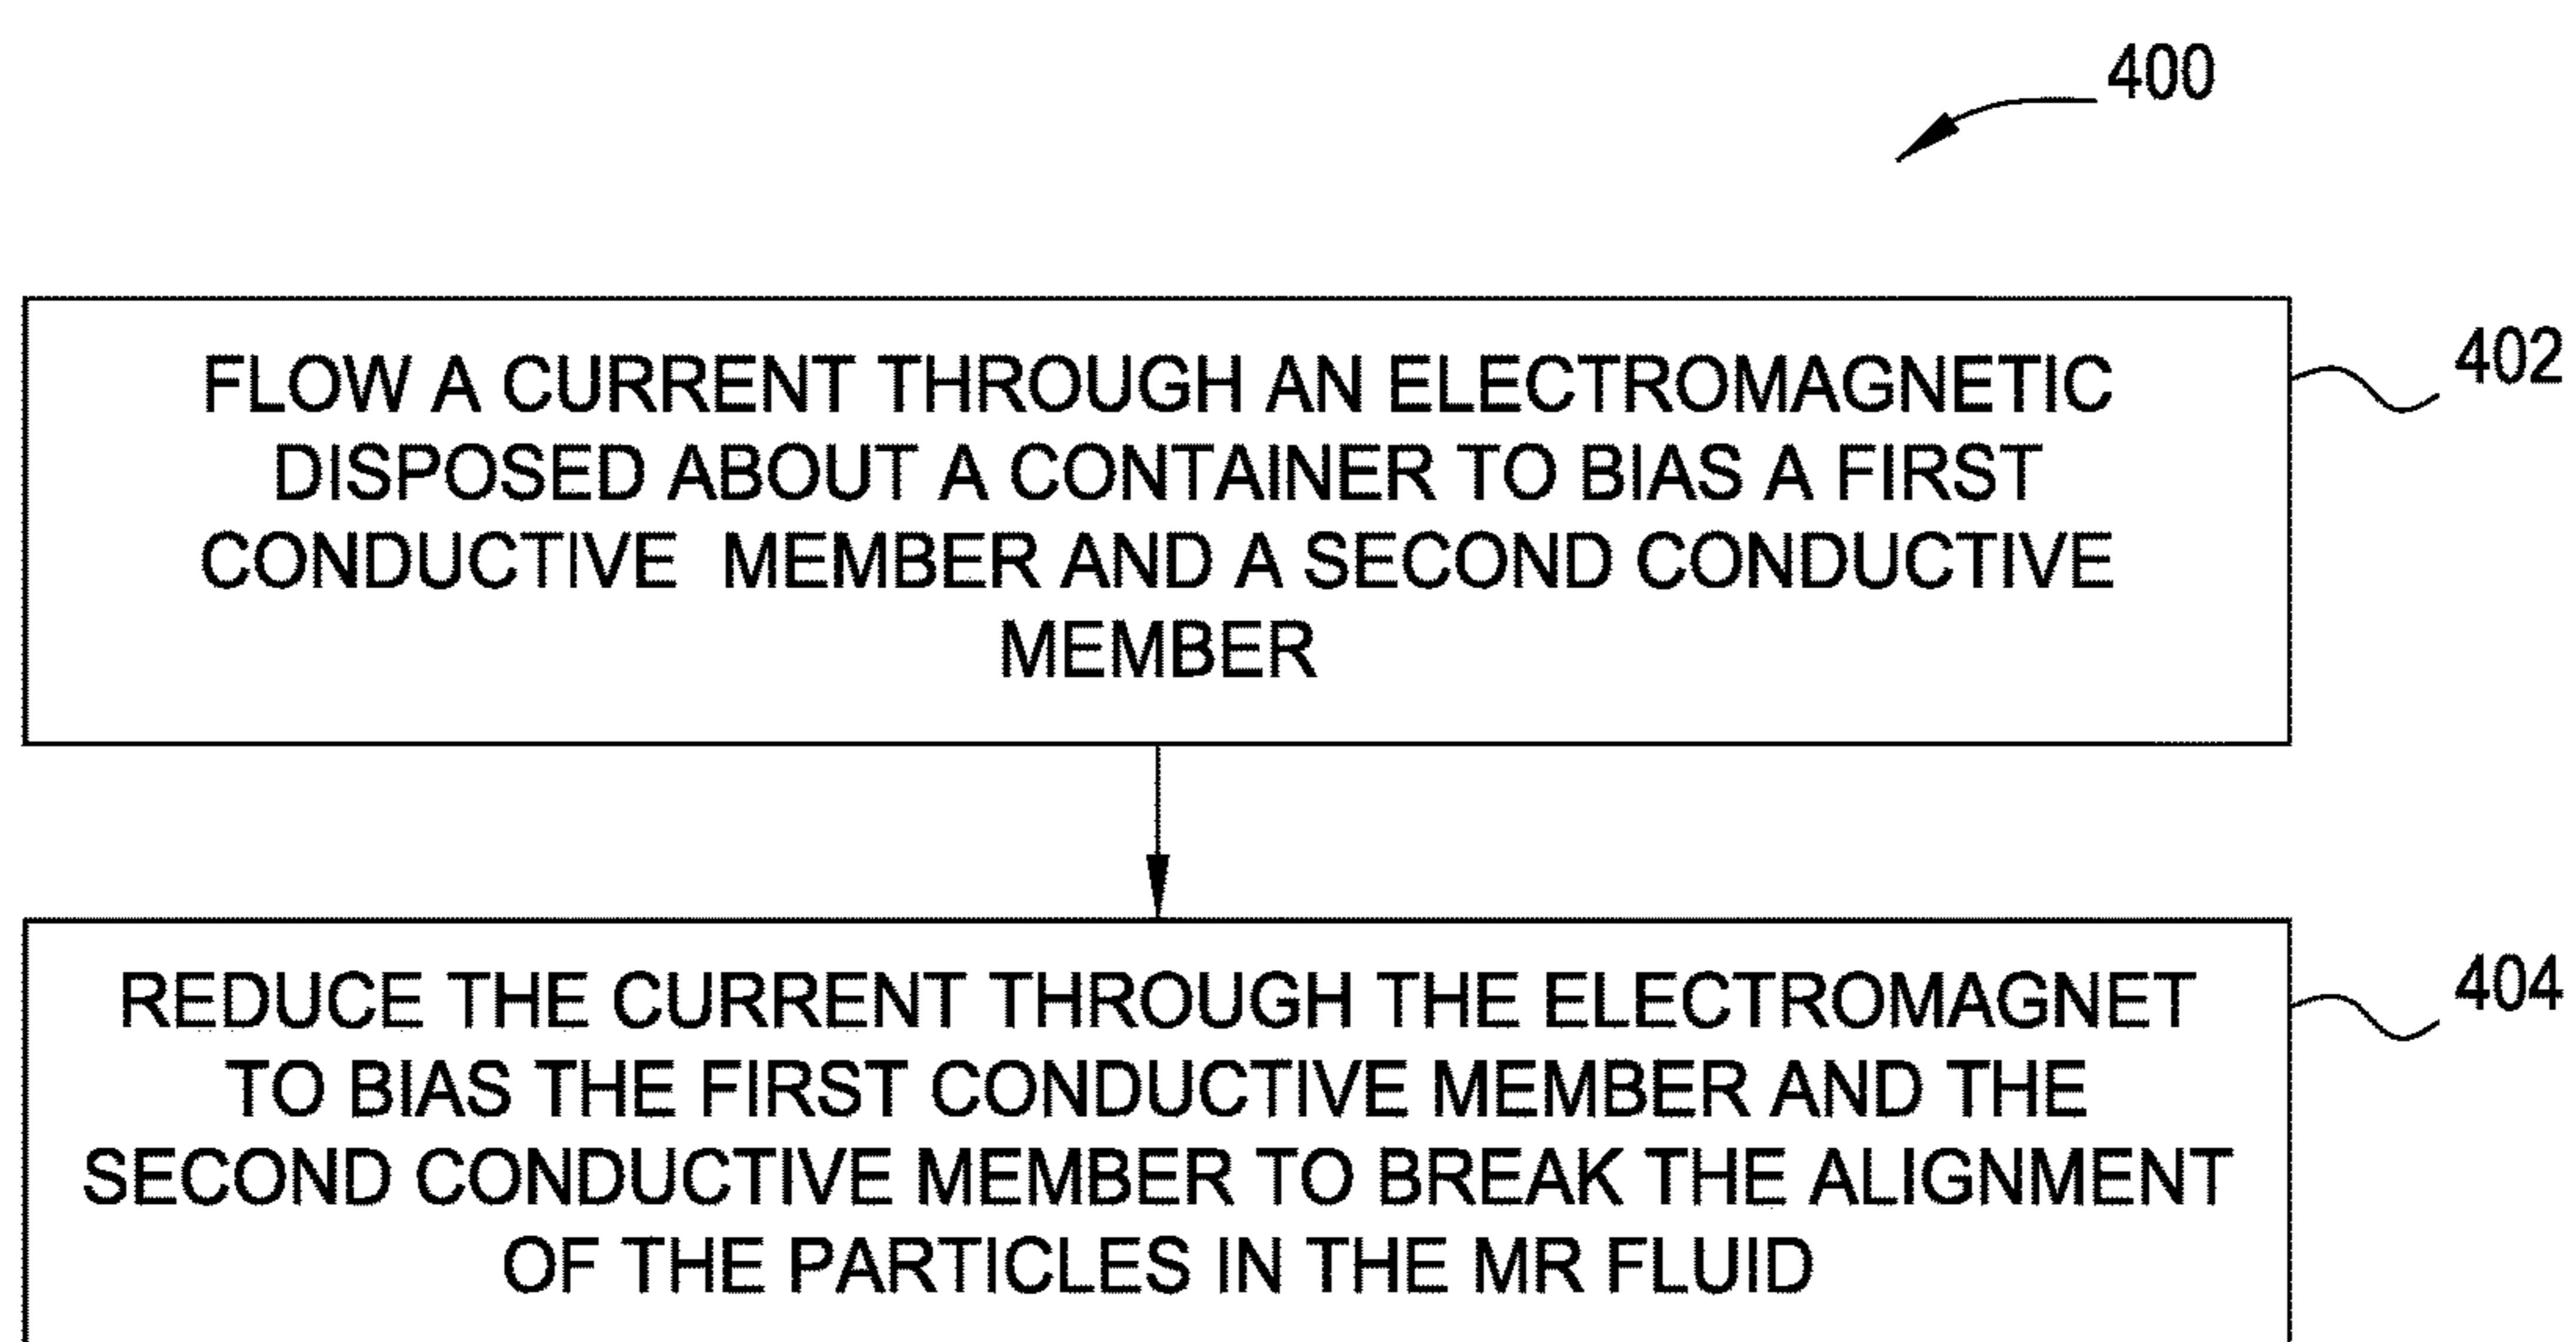 400
FLOW A CURRENT THROUGH AN ELECTROMAGNETIC
DISPOSED ABOUT A CONTAINER TO BIAS A FIRST
CONDUCTIVE MEMBER AND A SECOND CONDUCTIVE
MEMBER
402
REDUCE THE CURRENT THROUGH THE ELECTROMAGNET
TO BIAS THE FIRST CONDUCTIVE MEMBER AND THE
SECOND CONDUCTIVE MEMBER TO BREAK THE ALIGNMENT
OF THE PARTICLES IN THE MR FLUID
404